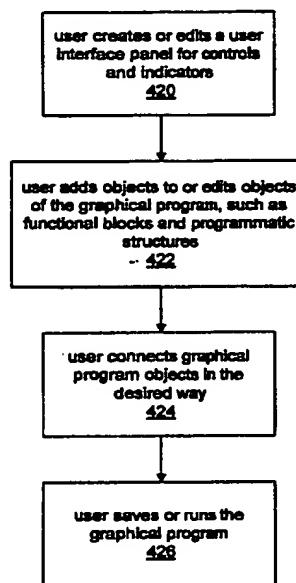 user creates or edits a user
interface panel for controls
and indicators
420
user adds objects to or edits objects
of the graphical program, such as
functional blocks and programmatic
structures
422
user connects graphical
program objects in the
desired way
424
user saves or runs the
graphical program
426